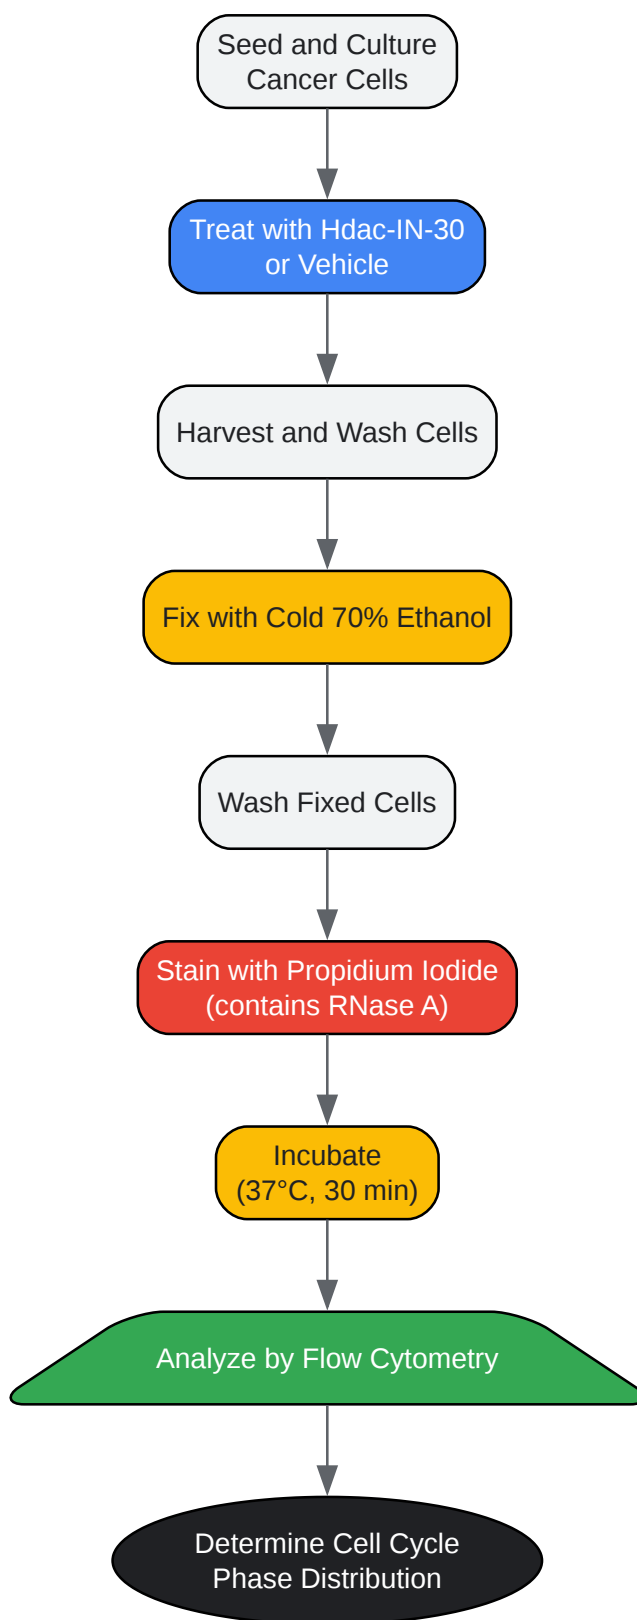 Seed and Culture
Cancer Cells
Treat with Hdac-IN-30
or Vehicle
Harvest and Wash Cells
Fix with Cold 70% Ethanol
Wash Fixed Cells
Stain with Propidium Iodide
(contains RNase A)
Incubate
(37°C, 30 min)
Analyze by Flow Cytometry
Determine Cell Cycle
Phase Distribution